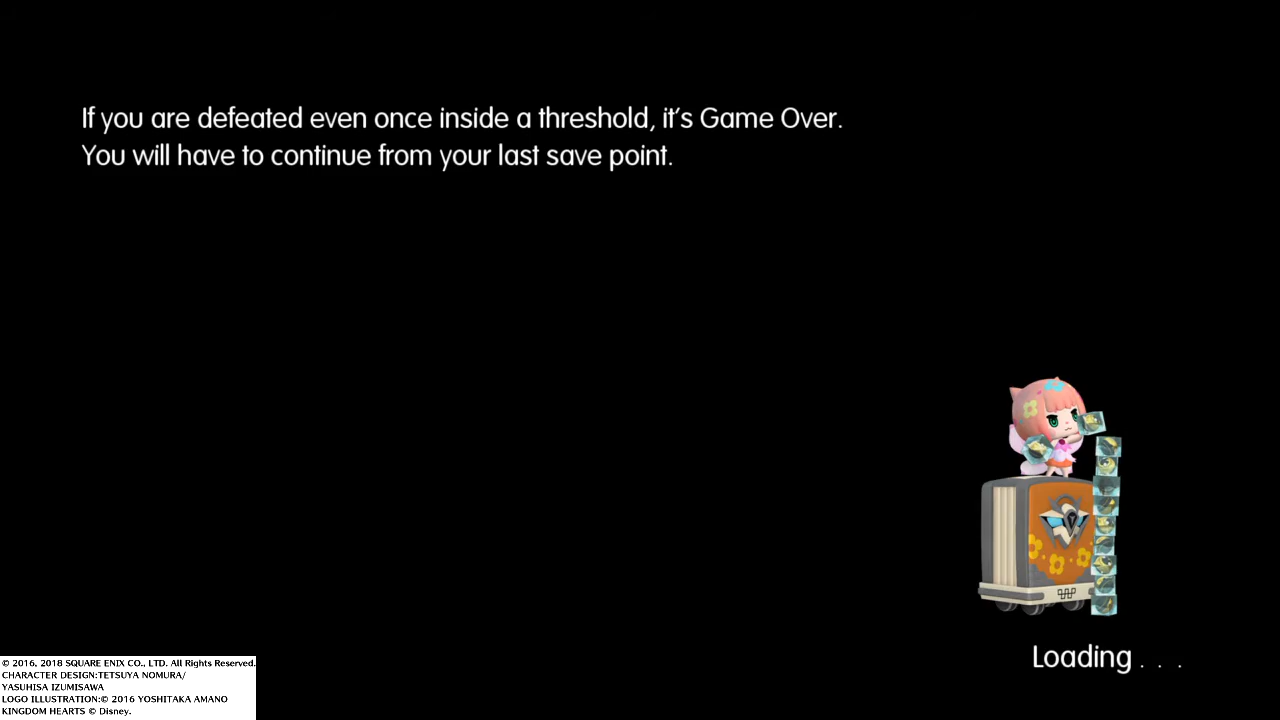 If you are defeated even once inside a threshold, it's Game Over.
You will have to continue from your last save point.
Loading . . .
© 2016, 2018 SQUARE ENIX CO., LTD. All Rights Reserved.
CHARACTER DESIGN:TETSUYA NOMURA/
YASUHISA IZUMISAWA
LOGO ILLUSTRATION:© 2016 YOSHITAKA AMANO
KINGDOM HEARTS © Disney.